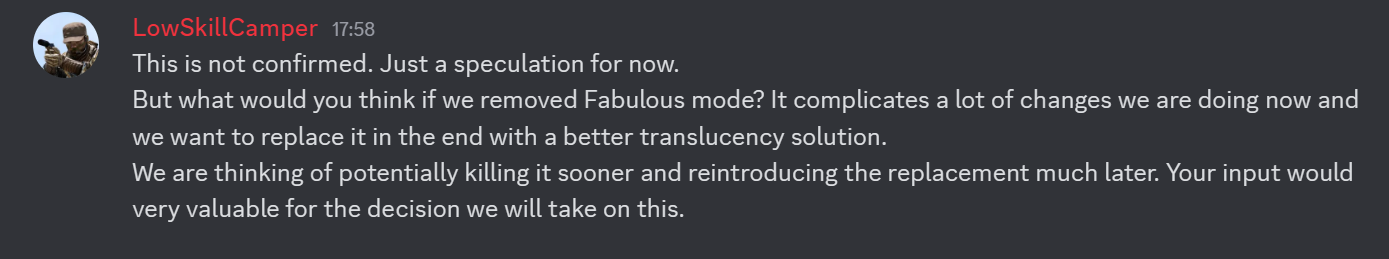 LowSkillCamper 17:58
This is not confirmed. Just a speculation for now.
But what would you think if we removed Fabulous mode? It complicates a lot of changes we are doing now and
we want to replace it in the end with a better translucency solution.
We are thinking of potentially killing it sooner and reintroducing the replacement much later. Your input would
very valuable for the decision we will take on this.